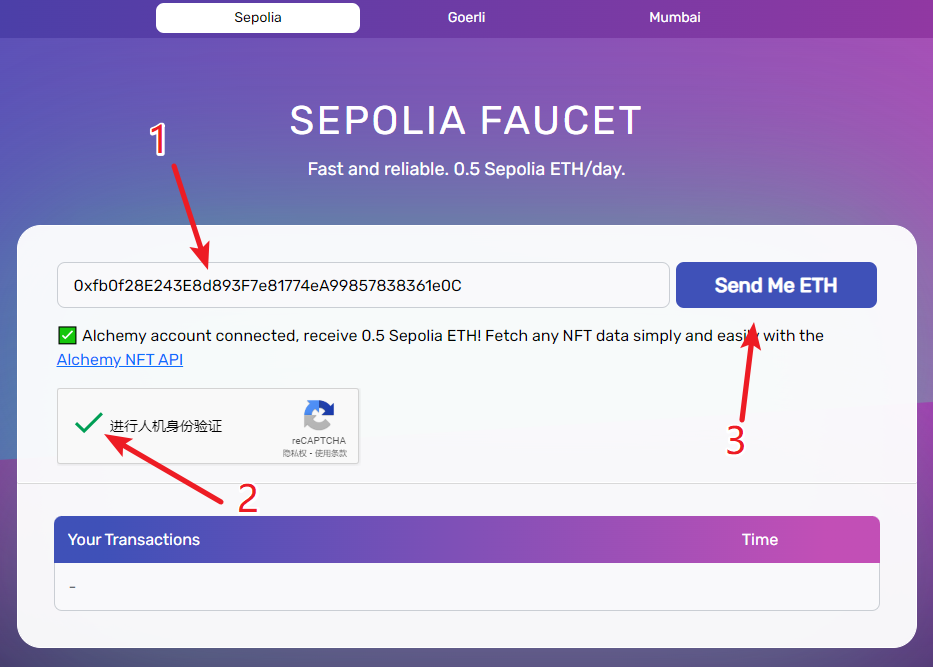 Sepolia Goerli Mumbai
SEPOLIA FAUCET
1
Fast and reliable. 0.5 Sepolia ETH/day.
0xfb0f28E243E8d893F7e81774eA99857838361e0C Send Me ETH
Alchemy account connected, receive 0.5 Sepolia ETH! Fetch any NFT data simply and easily with the
Alchemy NFT API
进行人机身份验证
reCAPTCHA
隐私权 - 使用条款
3
2
Your Transactions Time
-